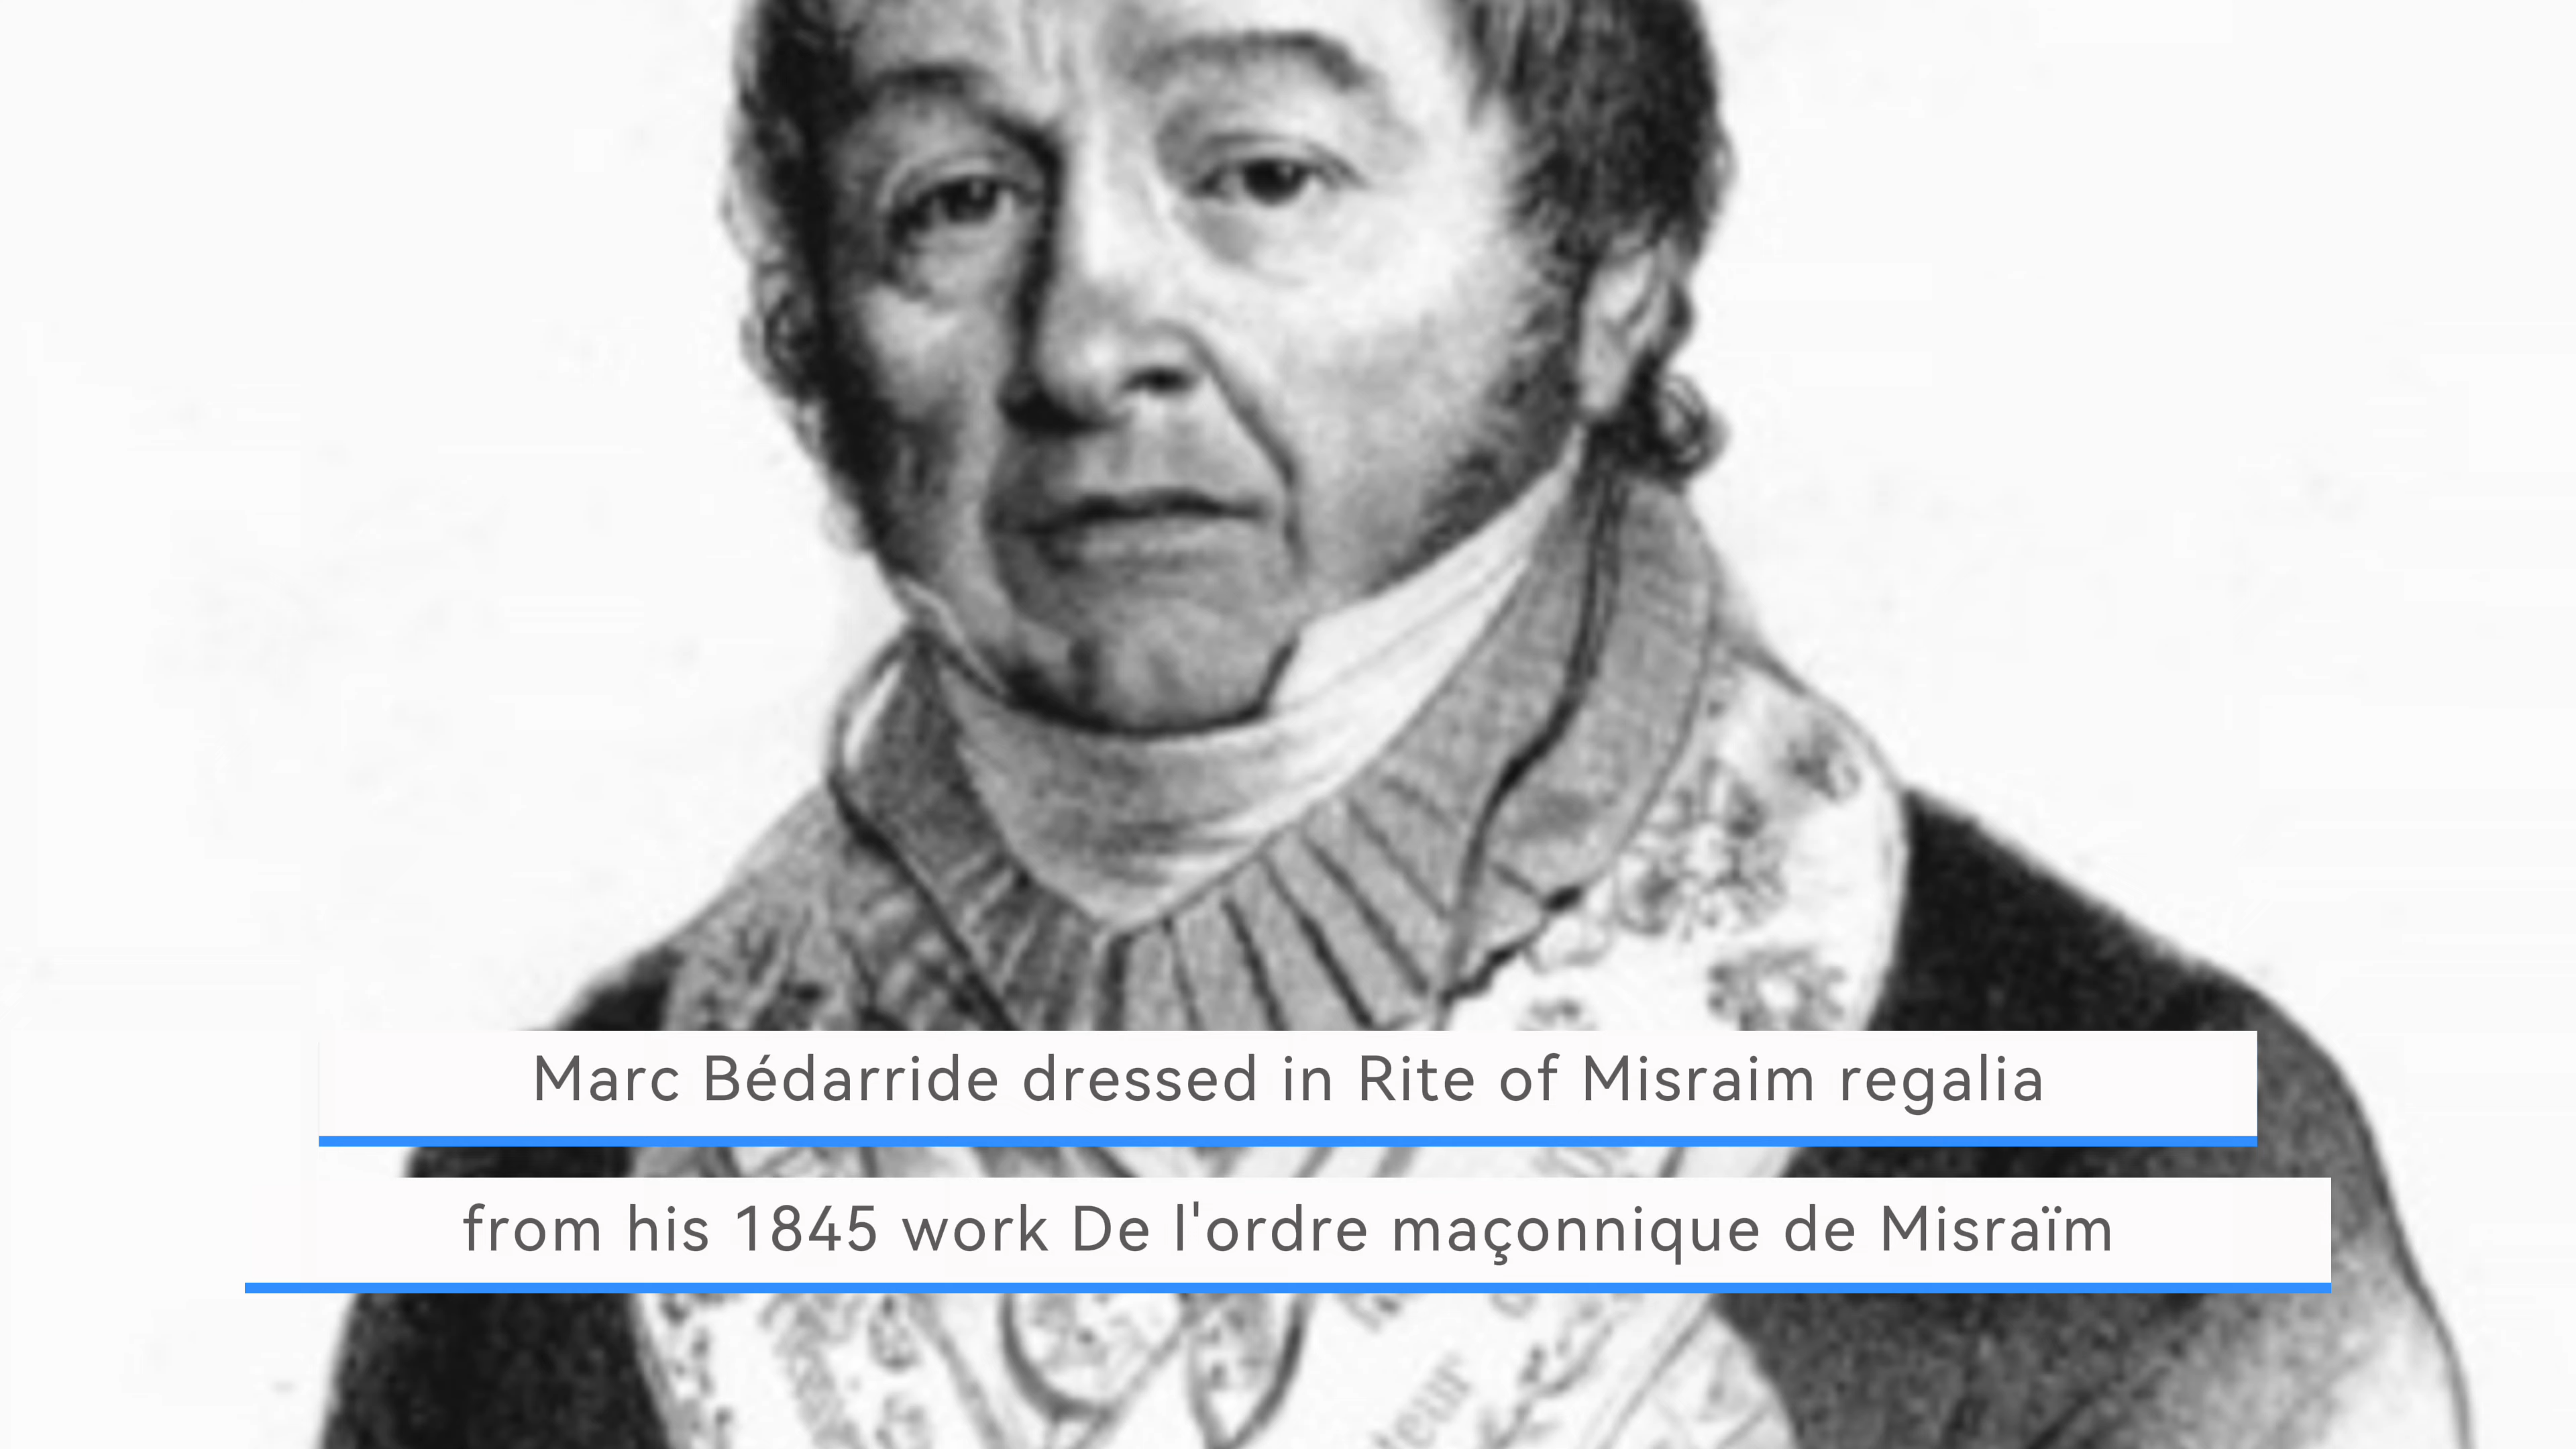 Marc Bédarride dressed in Rite of Misraim regalia
from his 1845 work De l'ordre maçonnique de Misraïm